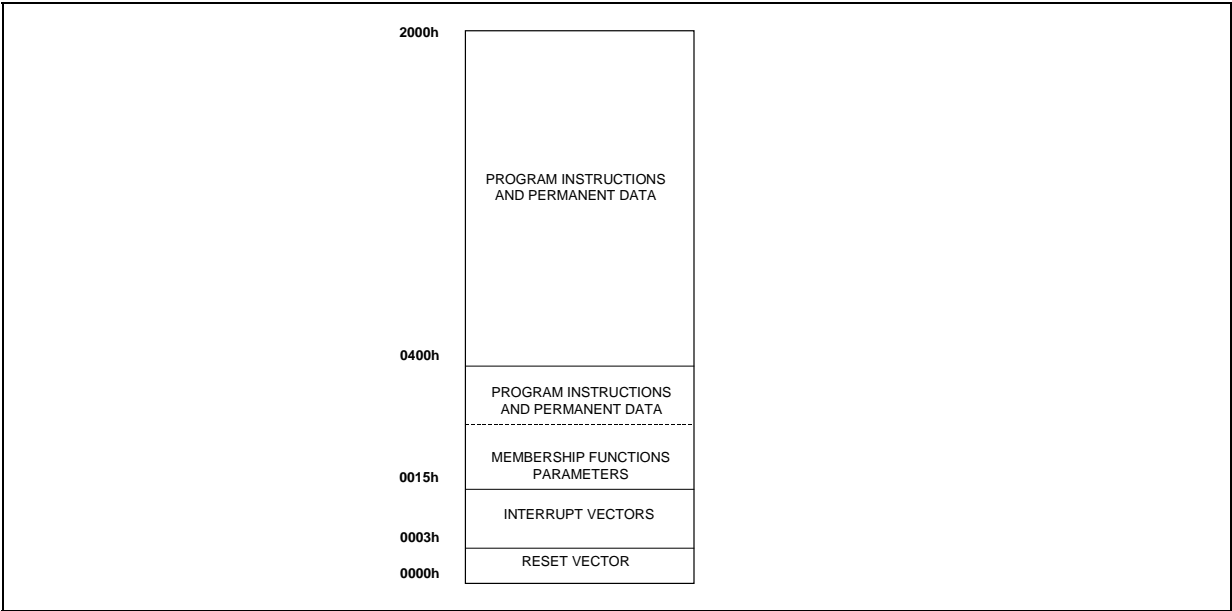 2000h
PROGRAM INSTRUCTIONS
AND PERMANENT DATA
0400h
PROGRAM INSTRUCTIONS
AND PERMANENT DATA
MEMBERSHIP FUNCTIONS
PARAMETERS
0015h
INTERRUPT VECTORS
0003h
RESET VECTOR
0000h